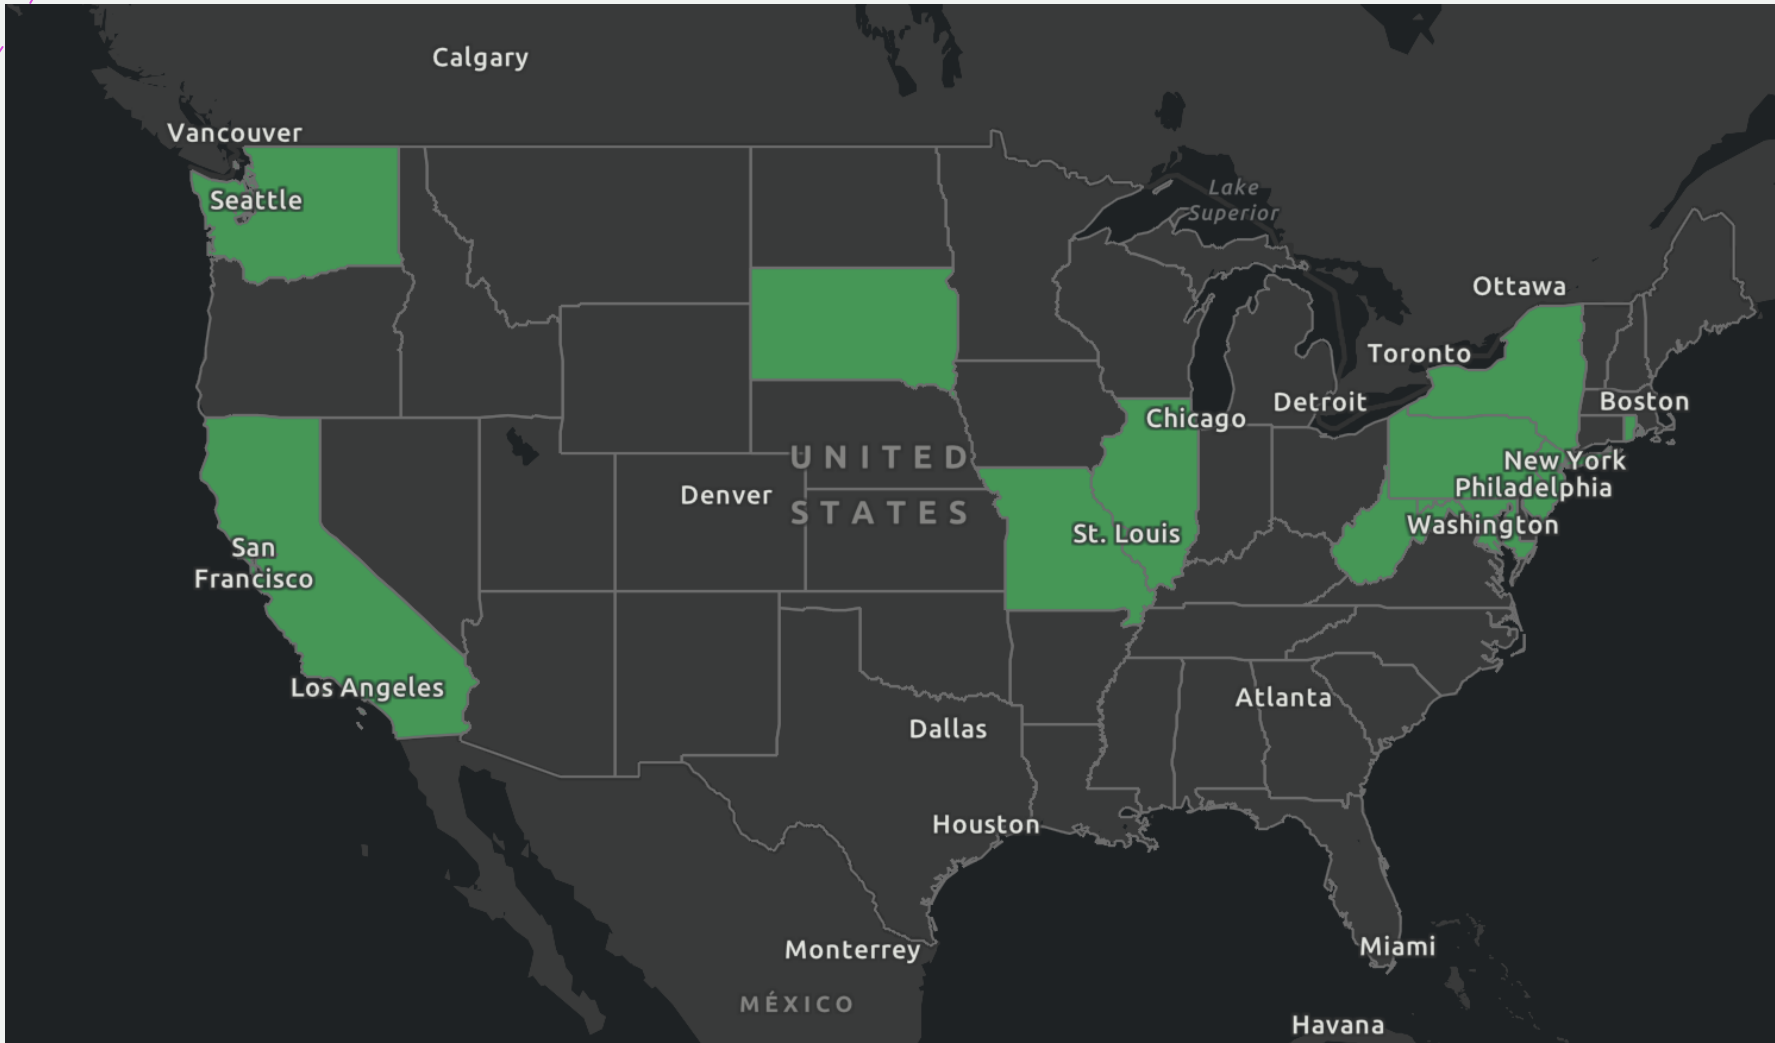 Calgary
Vancouver
Seattle
Lake
Superior
Ottawa
Toronto
Detroit
Boston
Chicago
UNITED
STATES
New York
Philadelphia
Denver
Washington
St. Louis
San
Francisco
Los Angeles
Atlanta
Dallas
Houston
Monterrey
Miami
MÉXICO
Havana